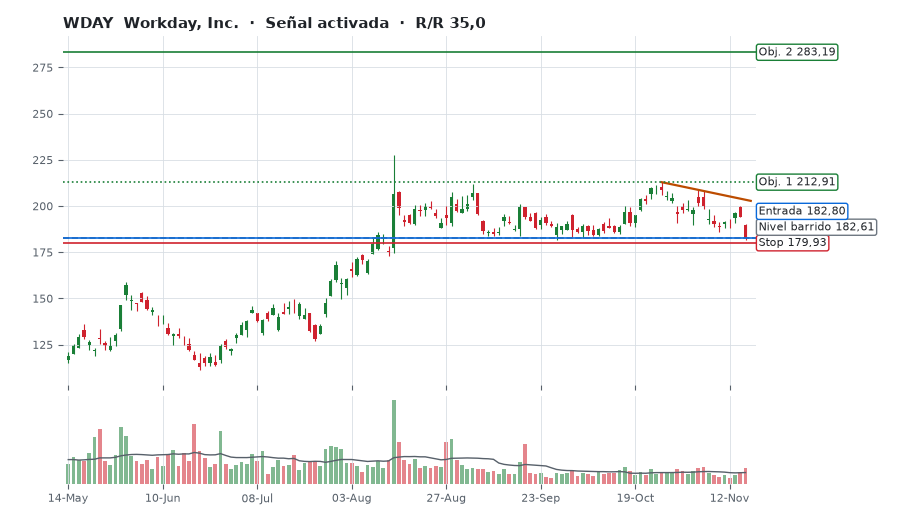 WDAY Workday, Inc. · Señal activada · R/R 35,0
Obj. 2 283,19
275
250
225
Obj. 1 212,91
200
Entrada 182,80
Nivel barrido 182,61
175
Stop 179,93
150
125
14-May 10-Jun 08-Jul 03-Aug 27-Aug 23-Sep 19-Oct 12-Nov